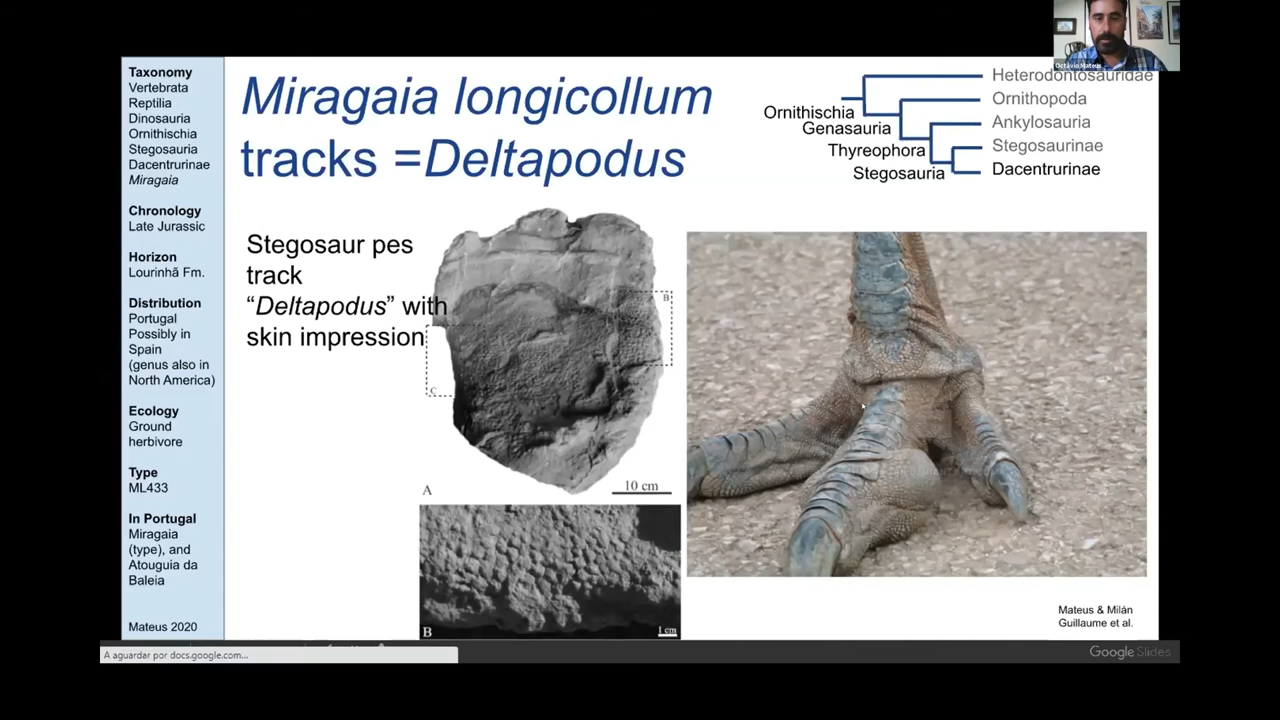 Octávio Mateus
Taxonomy
Vertebrata
Reptilia
Dinosauria
Ornithischia
Stegosauria
Dacentrurinae
Miragaia
Chronology
Late Jurassic
Horizon
Lourinhã Fm.
Distribution
Portugal
Possibly in
Spain
(genus also in
North America)
Ecology
Ground
herbivore
Type
ML433
In Portugal
Miragaia
(type), and
Atouguia da
Baleia
Mateus 2020
Miragaia longicollum
tracks =Deltapodus
Heterodontosauridae
Ornithopoda
Ankylosauria
Stegosaurinae
Dacentrurinae
Ornithischia
Genasauria
Thyreophora
Stegosauria
Stegosaur pes
track
“Deltapodus” with
skin impression
B
C
A
10 cm
B
1 cm
Mateus & Milàn
Guillaume et al.
A aguardar por docs.google.com...
Google Slides